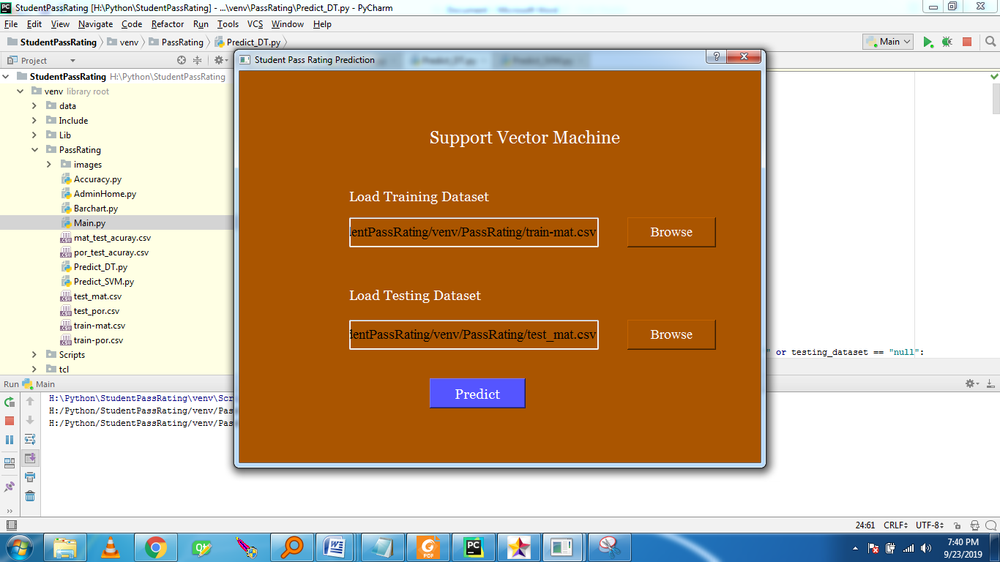 StudentPassRating [H:\Python\StudentPassRating] - ...\venv\PassRating\Predict_DT.py - PyCharm
File Edit View Navigate Code Refactor Run Tools VCS Window Help
StudentPassRating venv PassRating Predict_DT.py Main
Project
StudentPassRating H:\Python\StudentPassRating
venv library root
data
Include
Lib
PassRating
images
Accuracy.py
AdminHome.py
Barchart.py
Main.py
mat_test_acuray.csv
por_test_acuray.csv
Predict_DT.py
Predict_SVM.py
test_mat.csv
test_por.csv
train-mat.csv
train-por.csv
Scripts
tcl
Student Pass Rating Prediction
Support Vector Machine
Load Training Dataset
entPassRating/venv/PassRating/train-mat.csv Browse
Load Testing Dataset
dentPassRating/venv/PassRating/test_mat.csv Browse
Predict
" or testing_dataset == "null":
Run Main
H:\Python\StudentPassRating\venv\Scr
H:/Python/StudentPassRating/venv/Pas
H:/Python/StudentPassRating/venv/Pas
24:61 CRLF UTF-8
7:40 PM
9/23/2019